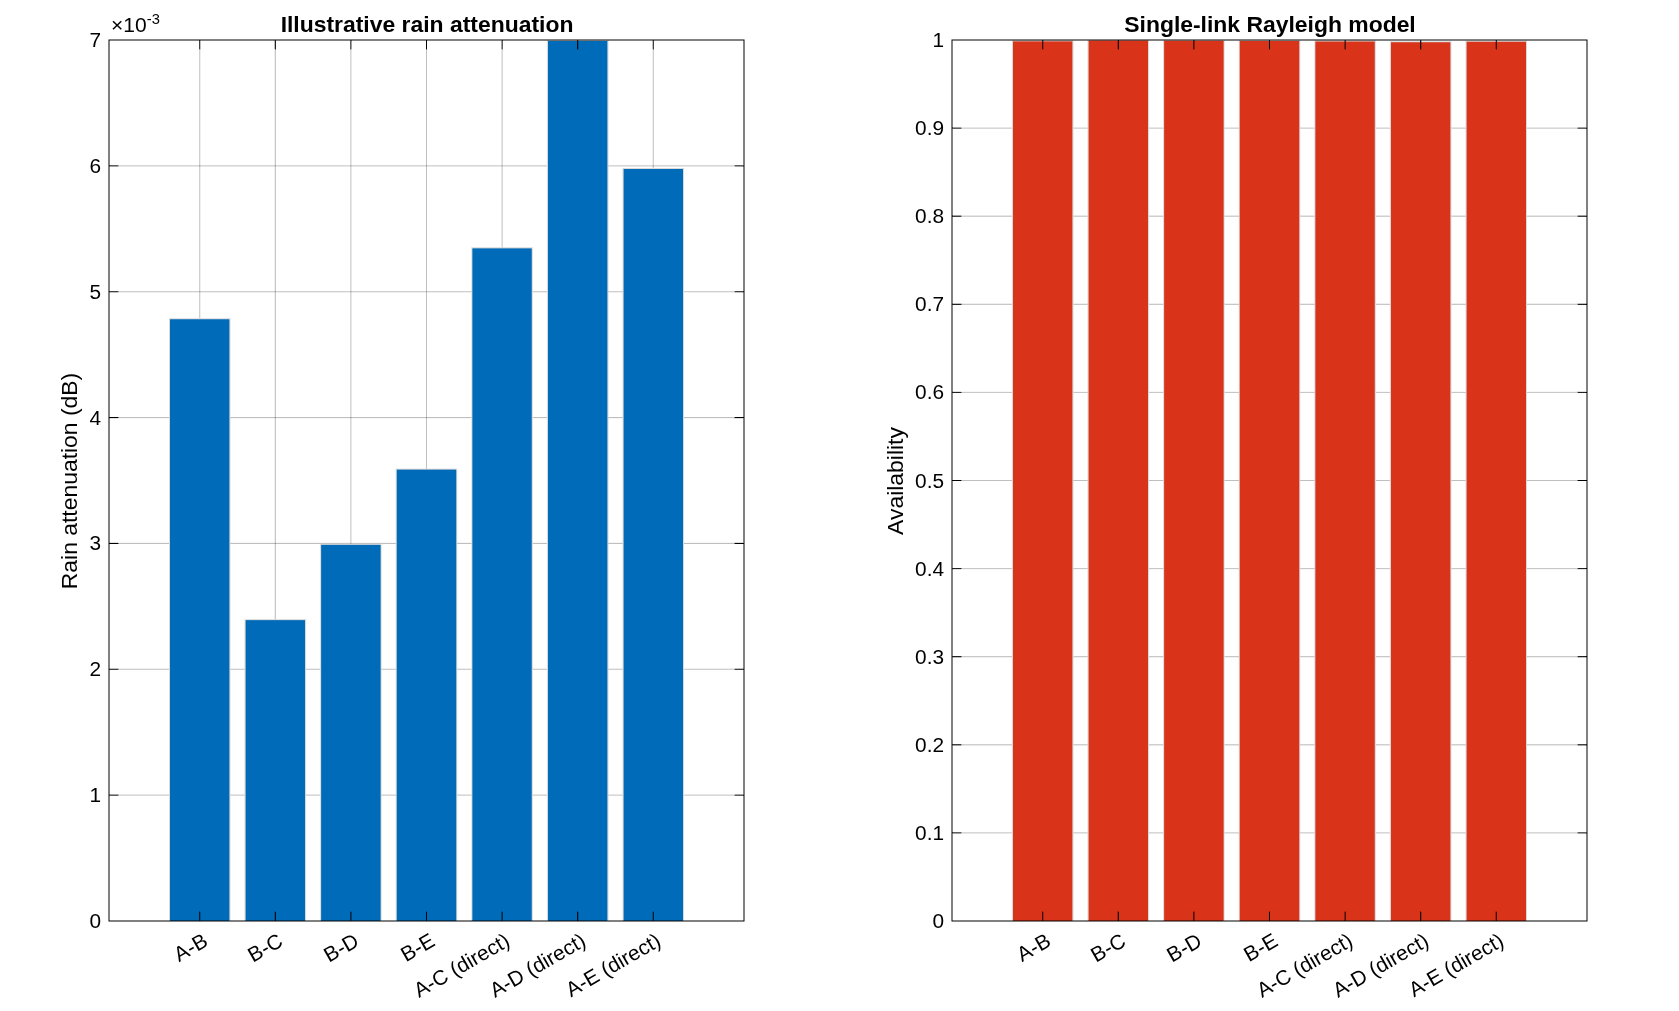 ×10-3
Illustrative rain attenuation
7
6
5
4
3
2
1
0
Rain attenuation (dB)
A-B
B-C
B-D
B-E
A-C (direct)
A-D (direct)
A-E (direct)
Single-link Rayleigh model
1
0.9
0.8
0.7
0.6
0.5
0.4
0.3
0.2
0.1
0
Availability
A-B
B-C
B-D
B-E
A-C (direct)
A-D (direct)
A-E (direct)